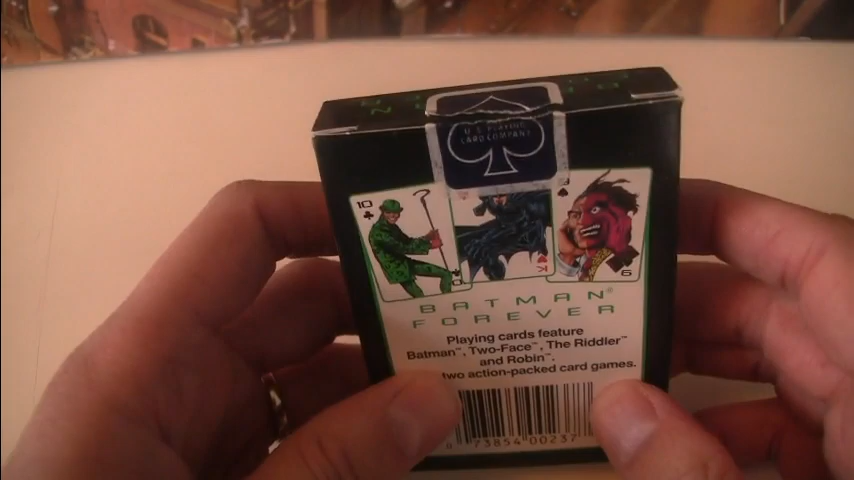 U.S. PLAYING
CARD COMPANY
10
K
9
BATMAN®
FOREVER
Playing cards feature
Batman™, Two-Face™, The Riddler™
and Robin™.
two action-packed card games.
73854 00237